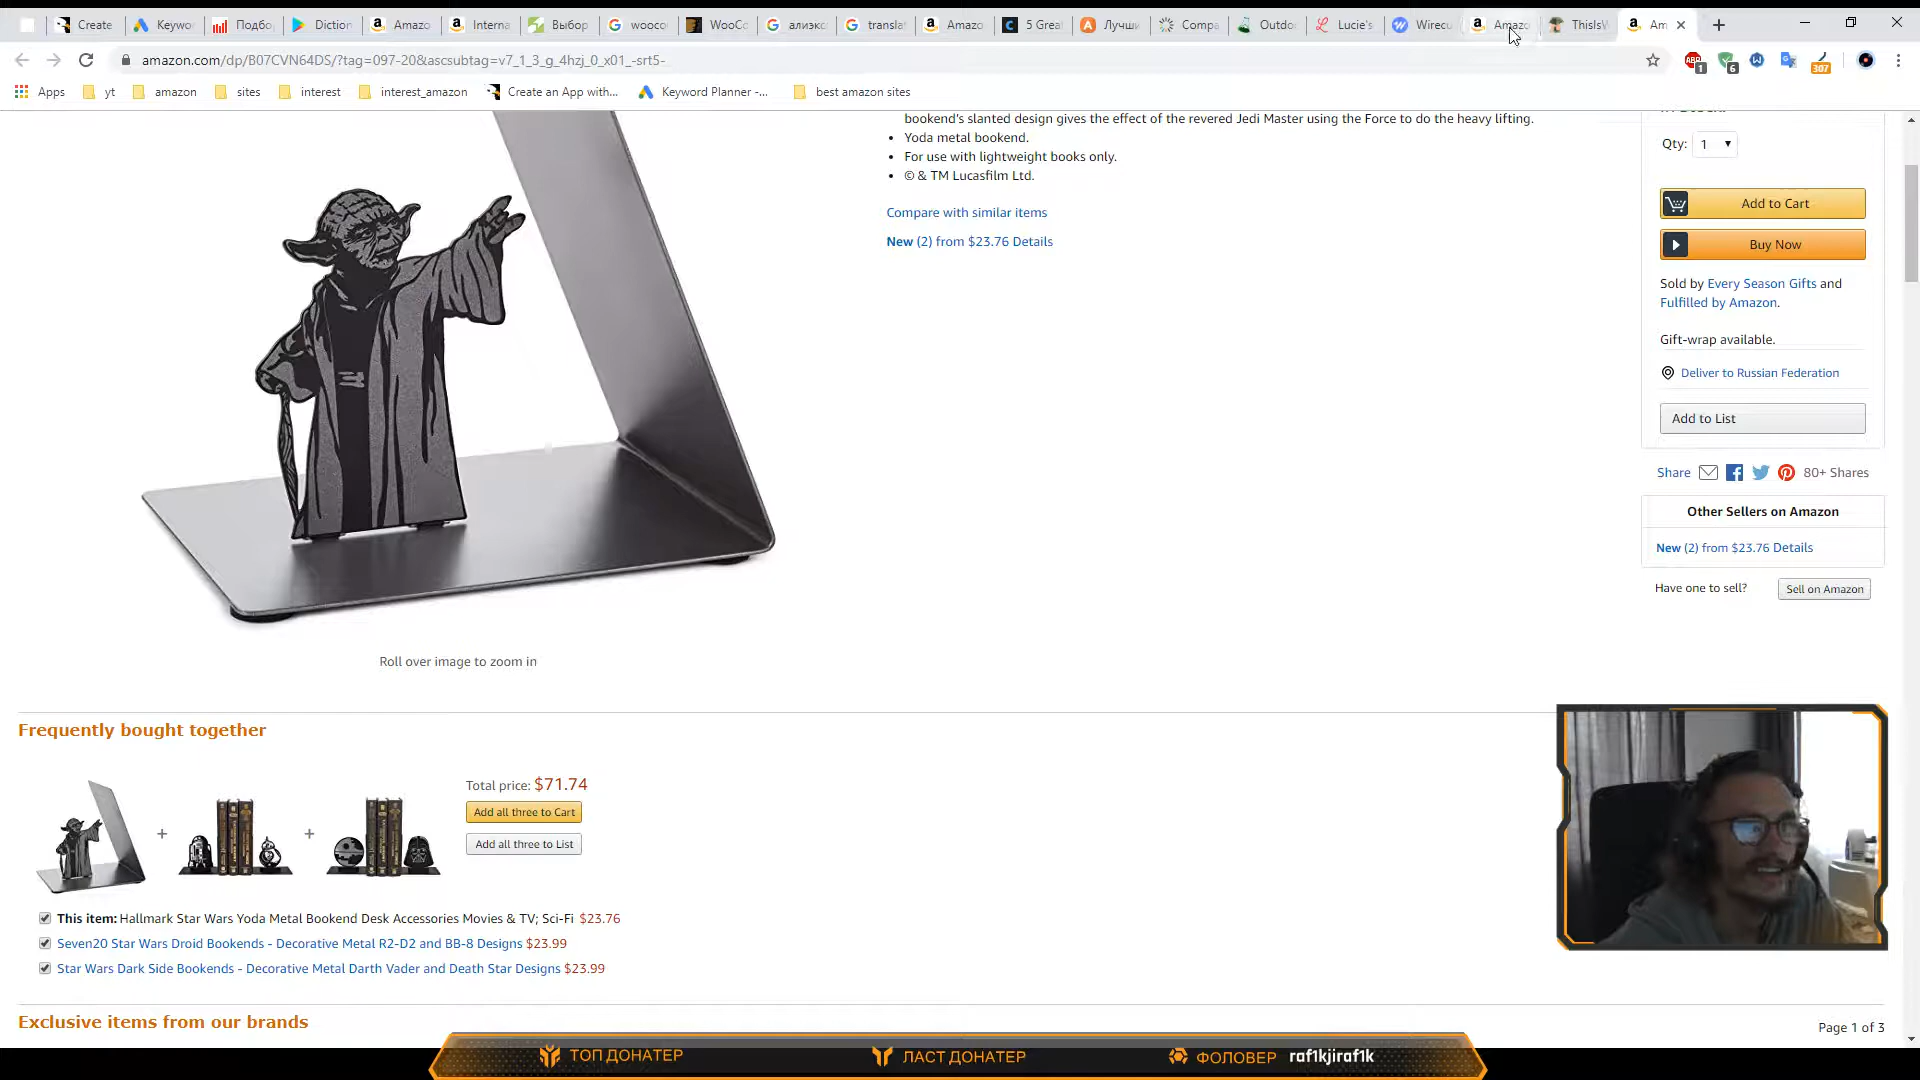 Create
Keywo
Подбо
Diction
Amazo
Interna
Выбор
wooco
WooCo
алиэкс
translat
Amazo
5 Grea
Лучши
Compa
Outdo
Lucie's
Wirecu
Amazo
ThisIsW
Am
amazon.com/dp/B07CVN64DS/?tag=097-20&ascsubtag=v7_1_3_g_4hzj_0_x01_-srt5-
ABP
1
6
307
Apps
yt
amazon
sites
interest
interest_amazon
Create an App with...
Keyword Planner -...
best amazon sites
bookend's slanted design gives the effect of the revered Jedi Master using the Force to do the heavy lifting.
Yoda metal bookend.
For use with lightweight books only.
© & TM Lucasfilm Ltd.
Compare with similar items
New (2) from $23.76 Details
Qty: 1
Add to Cart
Buy Now
Sold by Every Season Gifts and
Fulfilled by Amazon.
Gift-wrap available.
Deliver to Russian Federation
Add to List
Share 80+ Shares
Other Sellers on Amazon
New (2) from $23.76 Details
Have one to sell? Sell on Amazon
Roll over image to zoom in
Frequently bought together
Total price: $71.74
Add all three to Cart
Add all three to List
+
+
This item: Hallmark Star Wars Yoda Metal Bookend Desk Accessories Movies & TV; Sci-Fi $23.76
Seven20 Star Wars Droid Bookends - Decorative Metal R2-D2 and BB-8 Designs $23.99
Star Wars Dark Side Bookends - Decorative Metal Darth Vader and Death Star Designs $23.99
Exclusive items from our brands
Page 1 of 3
ТОП ДОНАТЕР
ЛАСТ ДОНАТЕР
ФОЛОВЕР raf1kjiraf1k